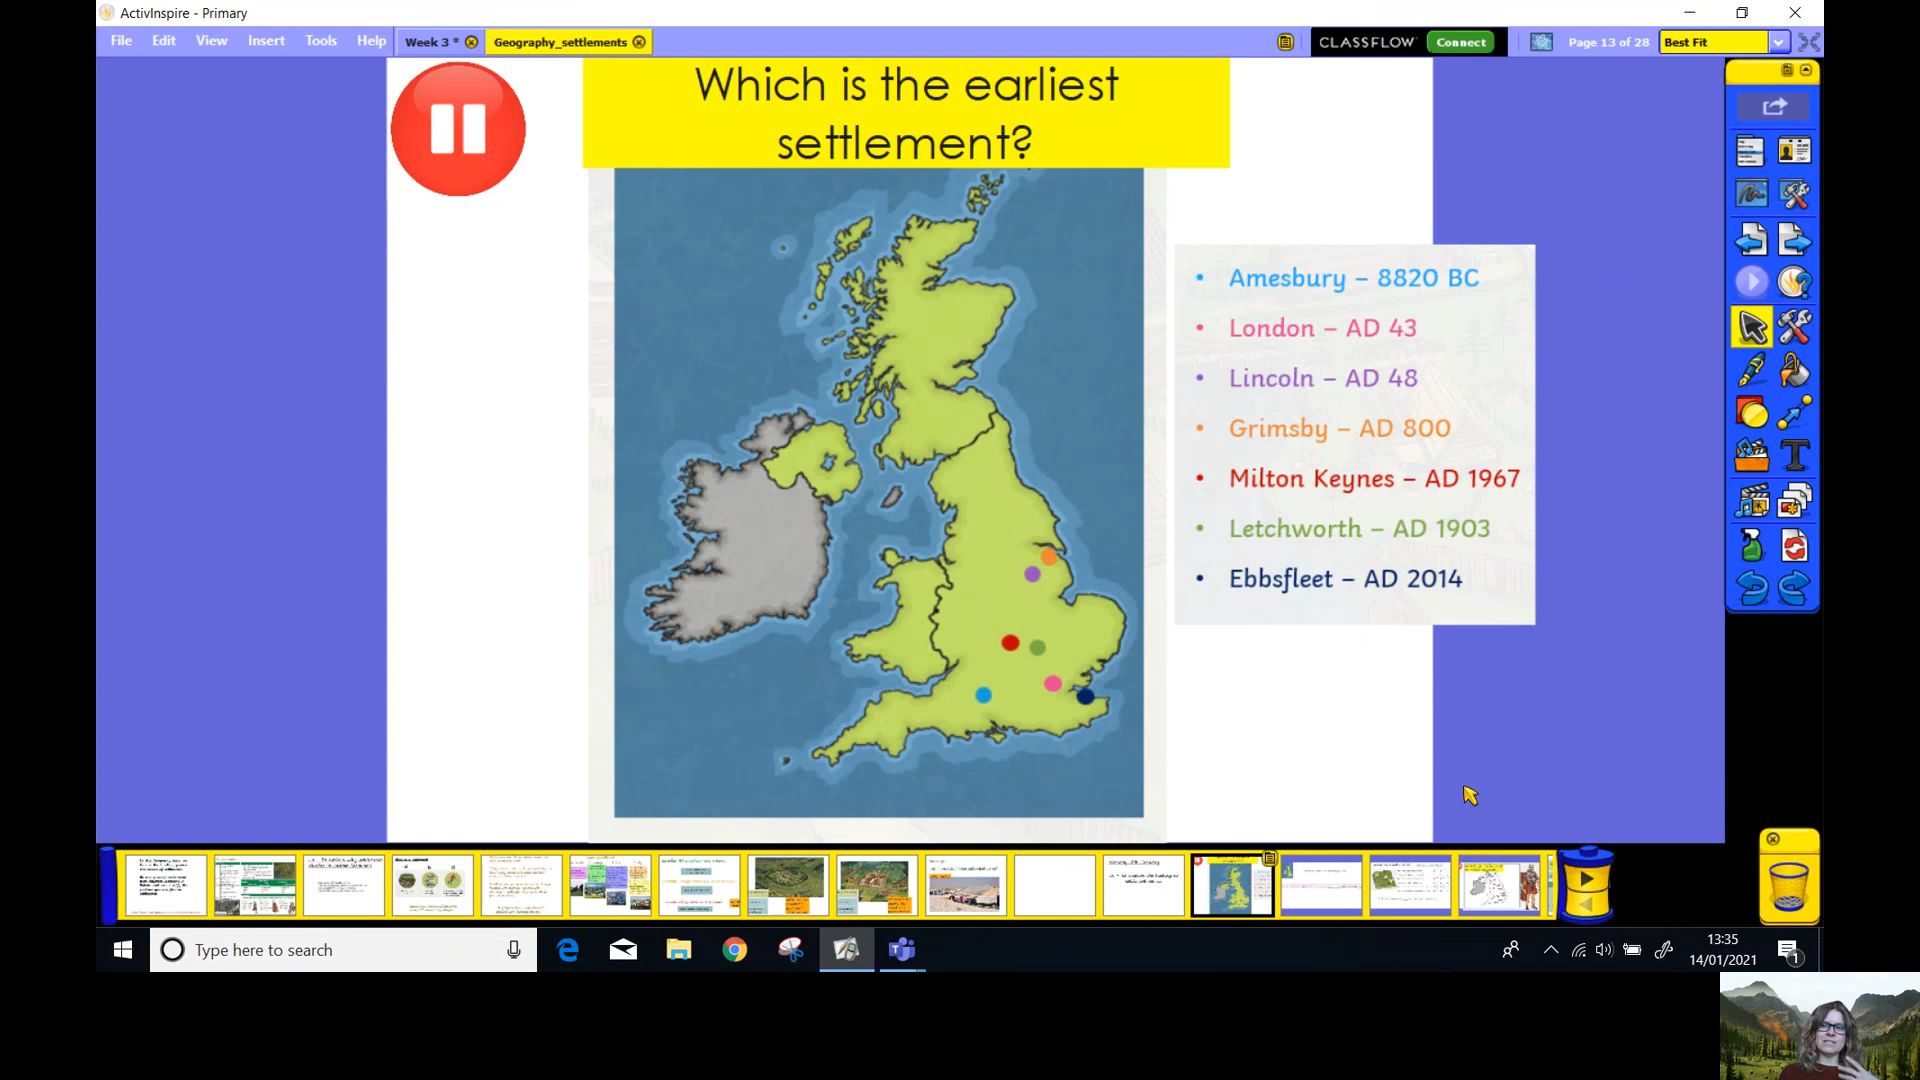 ActivInspire - Primary
File Edit View Insert Tools Help Week 3 * Geography_settlements CLASSFLOW Connect Page 13 of 28 Best Fit
Which is the earliest
settlement?
• Amesbury – 8820 BC
• London – AD 43
• Lincoln – AD 48
• Grimsby – AD 800
• Milton Keynes – AD 1967
• Letchworth – AD 1903
• Ebbsfleet – AD 2014
Type here to search
13:35
14/01/2021
1